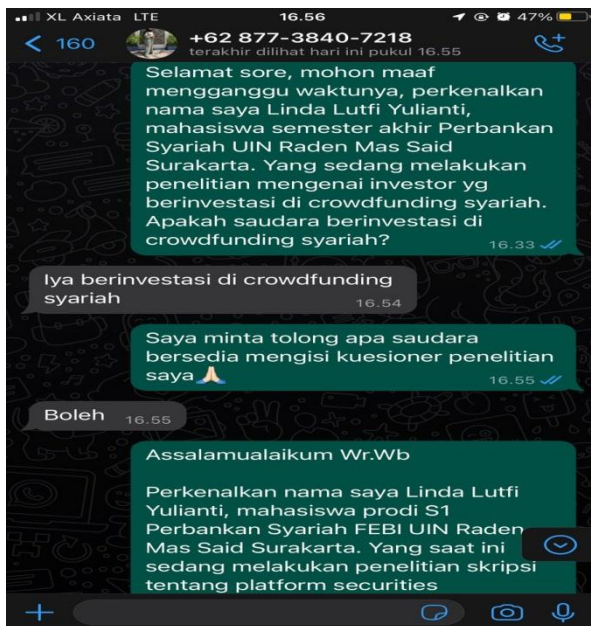 XL Axiata LTE 16.56 47%
160 +62 877-3840-7218
terakhir dilihat hari ini pukul 16.55
Selamat sore, mohon maaf
mengganggu waktunya, perkenalkan
nama saya Linda Lutfi Yulianti,
mahasiswa semester akhir Perbankan
Syariah UIN Raden Mas Said
Surakarta. Yang sedang melakukan
penelitian mengenai investor yg
berinvestasi di crowdfunding syariah.
Apakah saudara berinvestasi di
crowdfunding syariah? 16.33
Iya berinvestasi di crowdfunding
syariah 16.54
Saya minta tolong apa saudara
bersedia mengisi kuesioner penelitian
saya🙏🏻 16.55
Boleh 16.55
Assalamualaikum Wr.Wb
Perkenalkan nama saya Linda Lutfi
Yulianti, mahasiswa prodi S1
Perbankan Syariah FEBI UIN Raden
Mas Said Surakarta. Yang saat ini
sedang melakukan penelitian skripsi
tentang platform securities